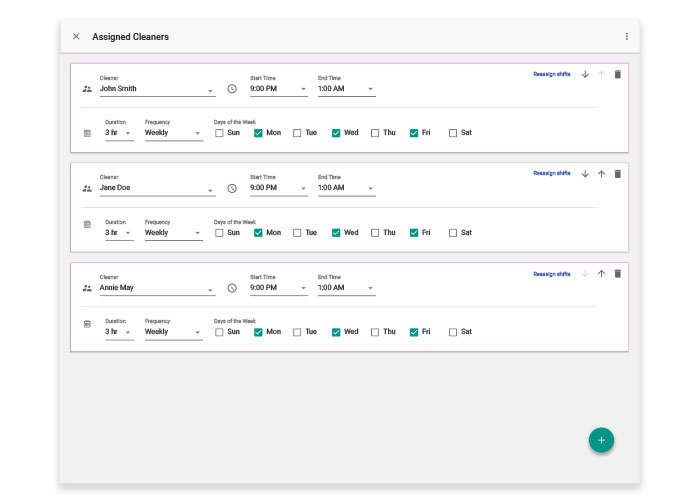 Assigned Cleaners
Reassign shifts
Cleaner Start Time End Time
John Smith 9:00 PM 1:00 AM
Duration Frequency Days of the Week
3 hr Weekly Sun Mon Tue Wed Thu Fri Sat
Reassign shifts
Cleaner Start Time End Time
Jane Doe 9:00 PM 1:00 AM
Duration Frequency Days of the Week
3 hr Weekly Sun Mon Tue Wed Thu Fri Sat
Reassign shifts
Cleaner Start Time End Time
Annie May 9:00 PM 1:00 AM
Duration Frequency Days of the Week
3 hr Weekly Sun Mon Tue Wed Thu Fri Sat